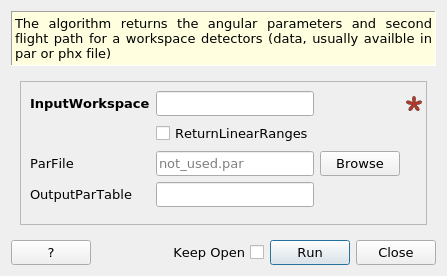 The algorithm returns the angular parameters and second
flight path for a workspace detectors (data, usually availble in
par or phx file)
InputWorkspace
ReturnLinearRanges
ParFile not_used.par Browse
OutputParTable
? Keep Open Run Close